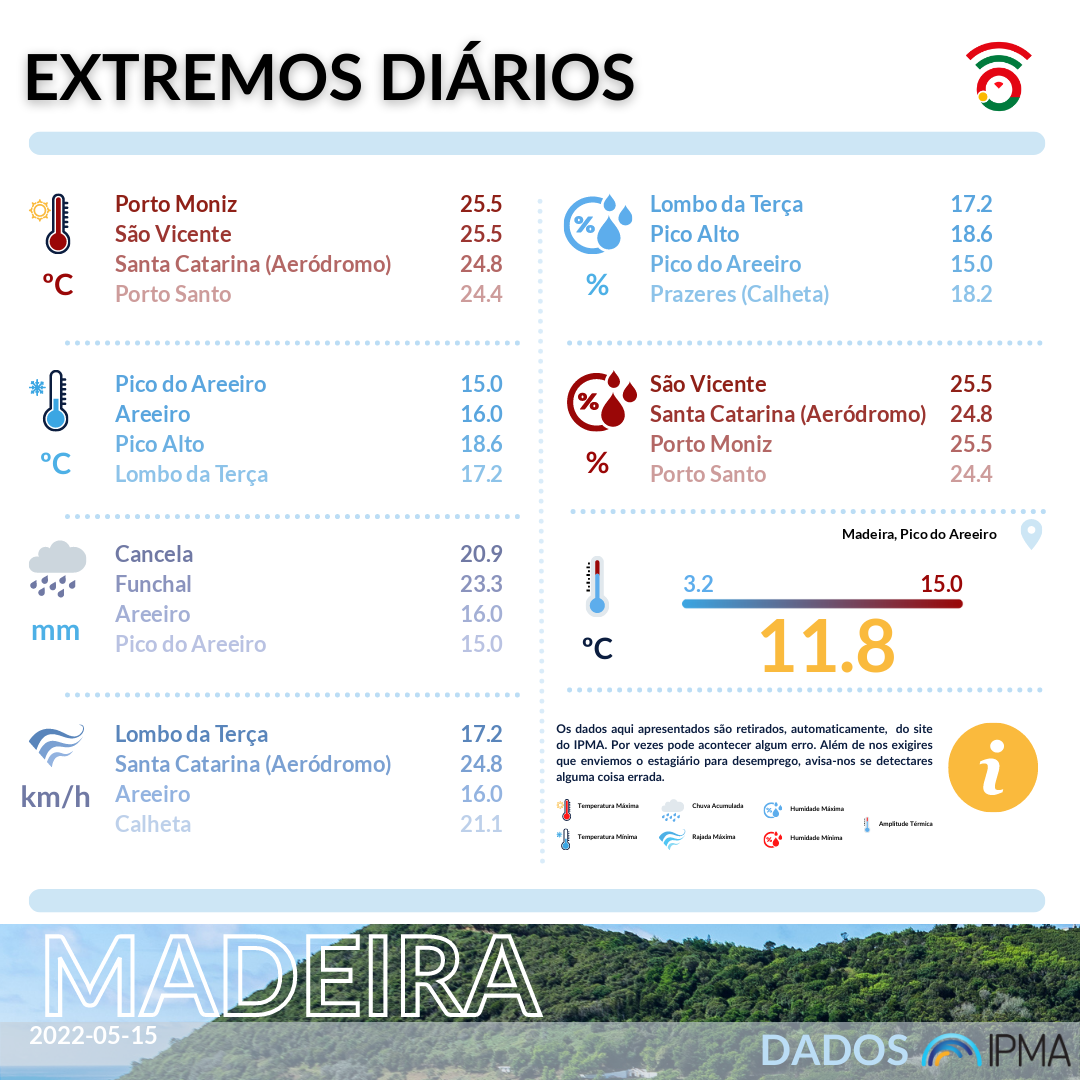 EXTREMOS DIÁRIOS
Porto Moniz 25.5
São Vicente 25.5
Santa Catarina (Aeródromo) 24.8
Porto Santo 24.4
ºC
Pico do Areeiro 15.0
Areeiro 16.0
Pico Alto 18.6
Lombo da Terça 17.2
ºC
Cancela 20.9
Funchal 23.3
Areeiro 16.0
Pico do Areeiro 15.0
mm
Lombo da Terça 17.2
Santa Catarina (Aeródromo) 24.8
Areeiro 16.0
Calheta 21.1
km/h
%
Lombo da Terça 17.2
Pico Alto 18.6
Pico do Areeiro 15.0
Prazeres (Calheta) 18.2
%
%
São Vicente 25.5
Santa Catarina (Aeródromo) 24.8
Porto Moniz 25.5
Porto Santo 24.4
%
Madeira, Pico do Areeiro
3.2 15.0
11.8
ºC
Os dados aqui apresentados são retirados, automaticamente, do site
do IPMA. Por vezes pode acontecer algum erro. Além de nos exigires
que enviemos o estagiário para desemprego, avisa-nos se detectares
alguma coisa errada.
i
Temperatura Máxima
Chuva Acumulada
Humidade Máxima
Amplitude Térmica
Temperatura Mínima
Rajada Máxima
Humidade Mínima
MADEIRA
2022-05-15
DADOS IPMA